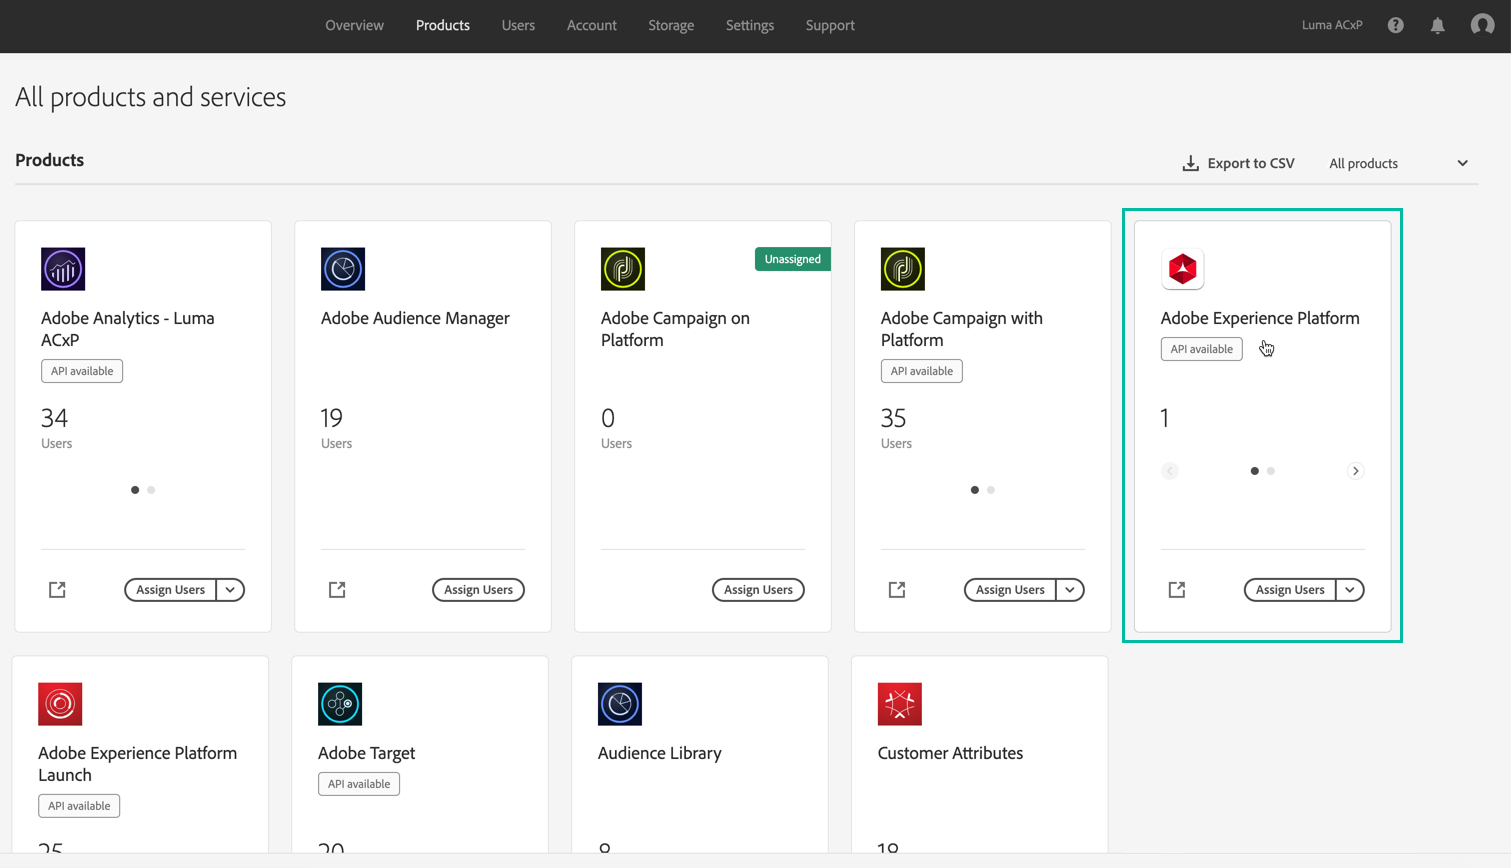 Overview Products Users Account Storage Settings Support Luma ACxP
All products and services
Products
Export to CSV All products
Adobe Analytics - Luma
ACxP
API available
34
Users
Assign Users
Adobe Audience Manager
19
Users
Assign Users
Unassigned
Adobe Campaign on
Platform
0
Users
Assign Users
Adobe Campaign with
Platform
API available
35
Users
Assign Users
Adobe Experience Platform
API available
1
Assign Users
Adobe Experience Platform
Launch
API available
25
Adobe Target
API available
20
Audience Library
Customer Attributes
18